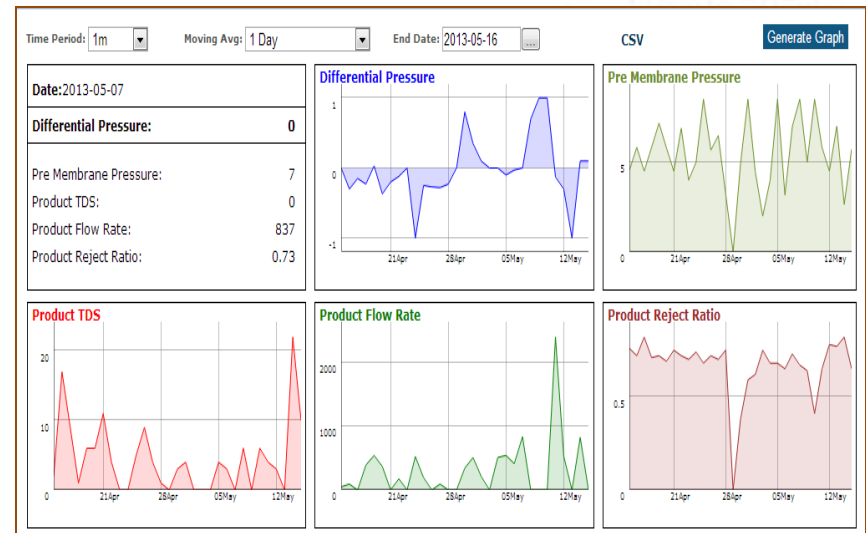 Time Period: 1m Moving Avg: 1 Day End Date: 2013-05-16 ... CSV Generate Graph
Date:2013-05-07
Differential Pressure: 0
Pre Membrane Pressure: 7
Product TDS: 0
Product Flow Rate: 837
Product Reject Ratio: 0.73
Differential Pressure
1
0
-1
21Apr 28Apr 05May 12May
Pre Membrane Pressure
5
0 21Apr 28Apr 05May 12May
Product TDS
20
10
0 21Apr 28Apr 05May 12May
Product Flow Rate
2000
1000
0 21Apr 28Apr 05May 12May
Product Reject Ratio
0.5
0 21Apr 28Apr 05May 12May